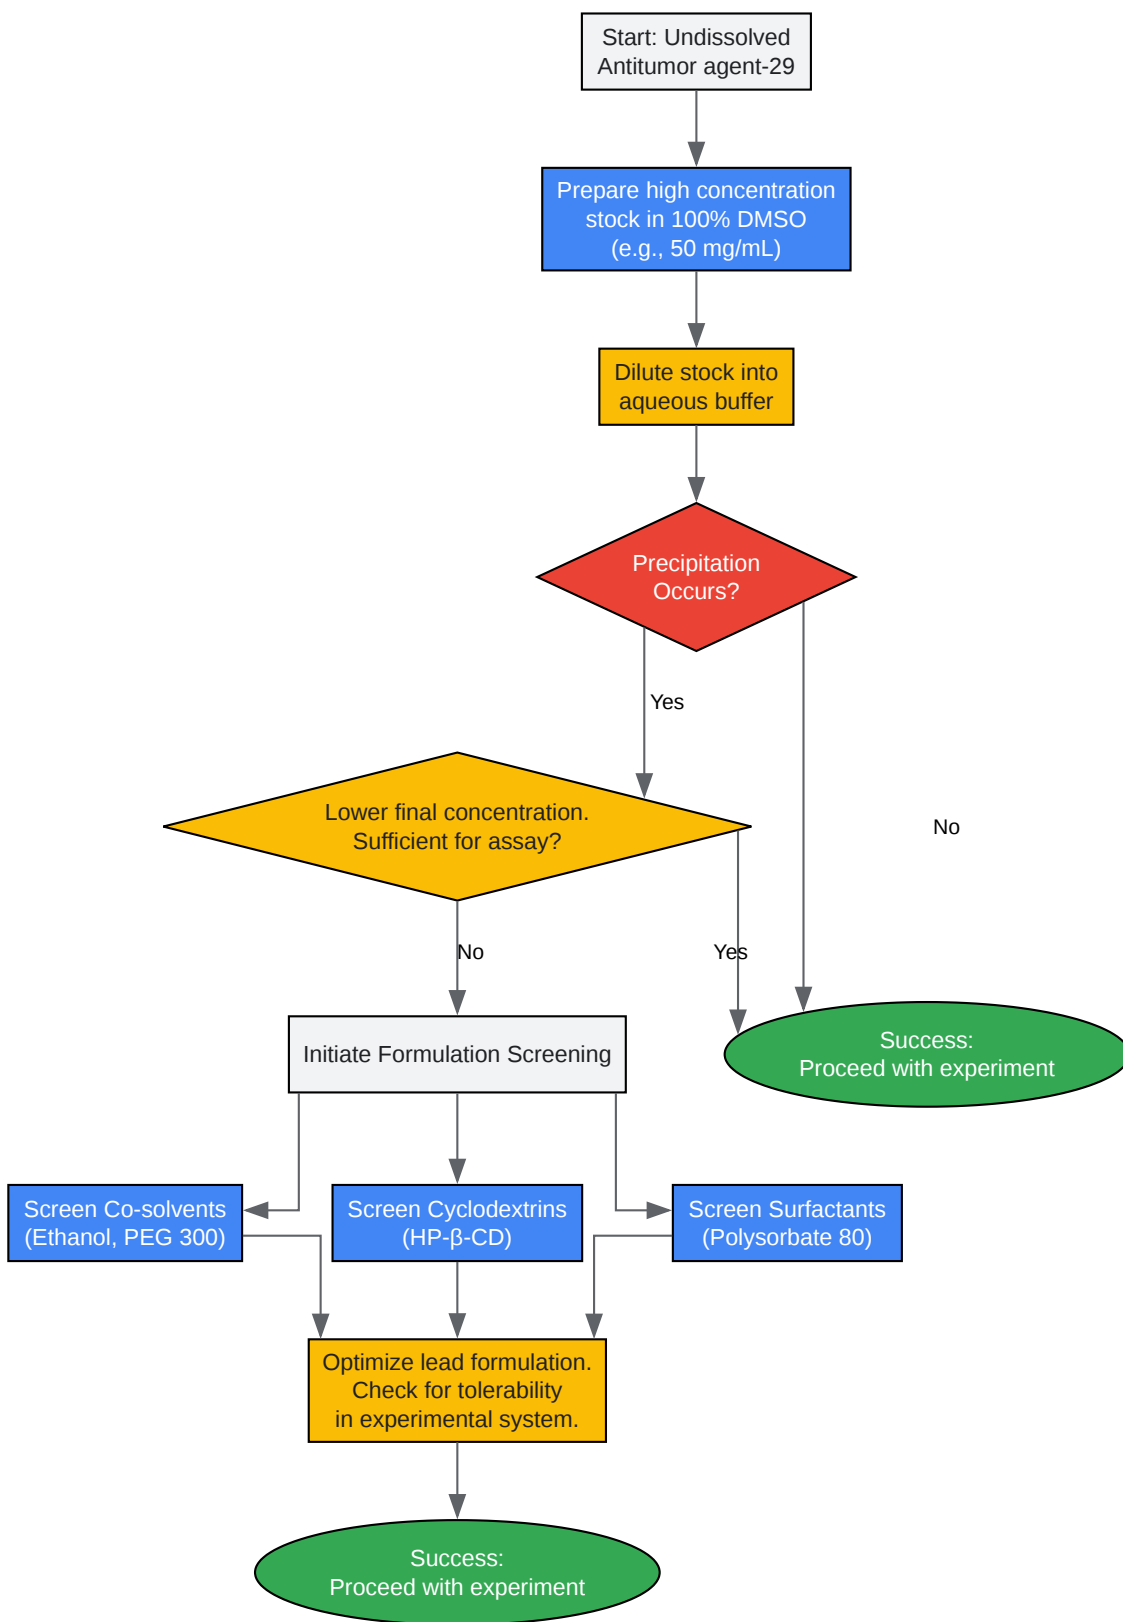 Start: Undissolved
Antitumor agent-29
Prepare high concentration
stock in 100% DMSO
(e.g., 50 mg/mL)
Dilute stock into
aqueous buffer
Precipitation
Occurs?
Yes
No
Lower final concentration.
Sufficient for assay?
No
Yes
Success:
Proceed with experiment
Initiate Formulation Screening
Screen Co-solvents
(Ethanol, PEG 300)
Screen Cyclodextrins
(HP-β-CD)
Screen Surfactants
(Polysorbate 80)
Optimize lead formulation.
Check for tolerability
in experimental system.
Success:
Proceed with experiment